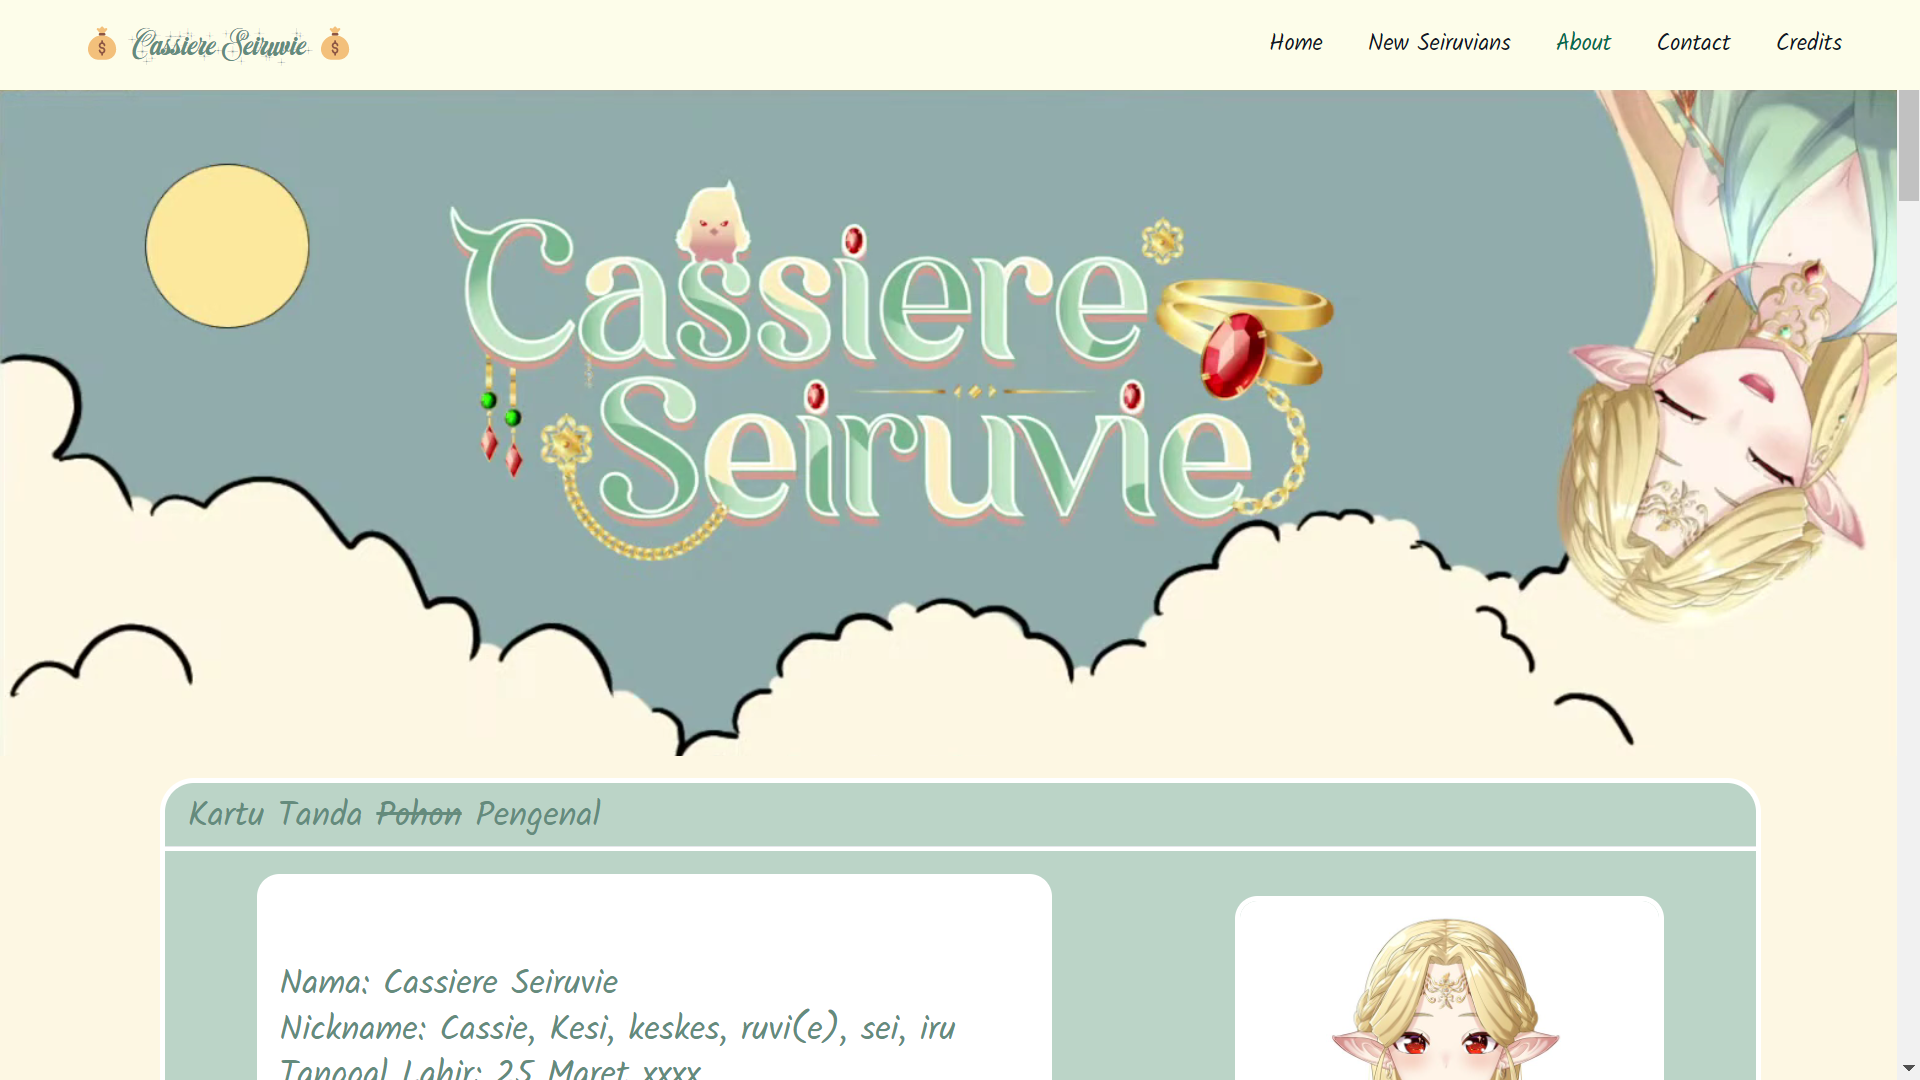 Cassiere Seiruvie
Home New Seiruvians About Contact Credits
Cassiere
Seiruvie
Kartu Tanda Pohon Pengenal
Nama: Cassiere Seiruvie
Nickname: Cassie, Kesi, keskes, ruvi(e), sei, iru
Tanggal Lahir: 25 Maret xxxx